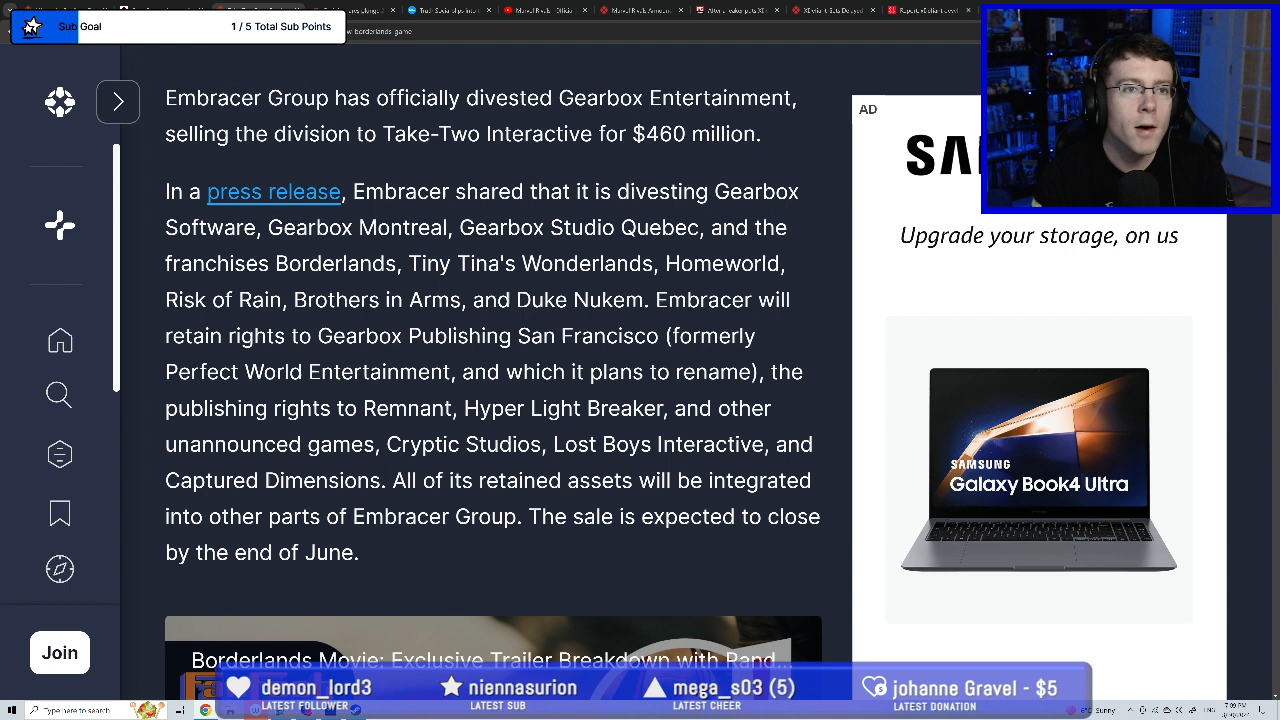 Sub Goal
1 / 5 Total Sub Points
Embracer Group has officially divested Gearbox Entertainment,
selling the division to Take-Two Interactive for $460 million.
In a press release, Embracer shared that it is divesting Gearbox
Software, Gearbox Montreal, Gearbox Studio Quebec, and the
franchises Borderlands, Tiny Tina's Wonderlands, Homeworld,
Risk of Rain, Brothers in Arms, and Duke Nukem. Embracer will
retain rights to Gearbox Publishing San Francisco (formerly
Perfect World Entertainment, and which it plans to rename), the
publishing rights to Remnant, Hyper Light Breaker, and other
unannounced games, Cryptic Studios, Lost Boys Interactive, and
Captured Dimensions. All of its retained assets will be integrated
into other parts of Embracer Group. The sale is expected to close
by the end of June.
AD
Upgrade your storage, on us
SAMSUNG
Galaxy Book4 Ultra
Join
Borderlands Movie: Exclusive Trailer Breakdown with Rand...
demon_lord3
LATEST FOLLOWER
niennasurion
LATEST SUB
mega_003 (5)
LATEST CHEER
johanne Gravel - $5
LATEST DONATION
Type here to search
Sunny
7:09 PM